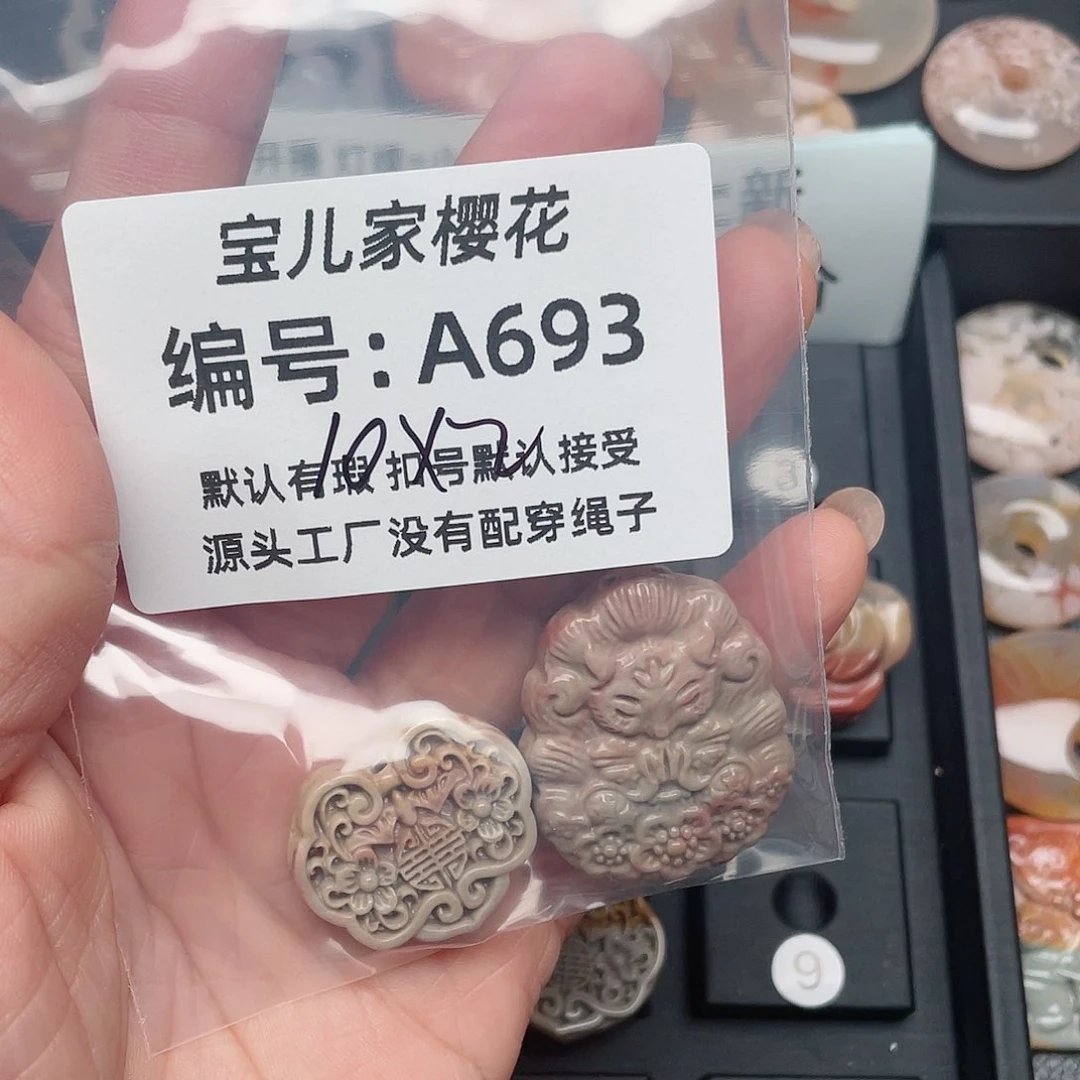 宝儿家樱花
编号:A693
10X2
默认有瑕 扣号默认接受
源头工厂没有配穿绳子
9